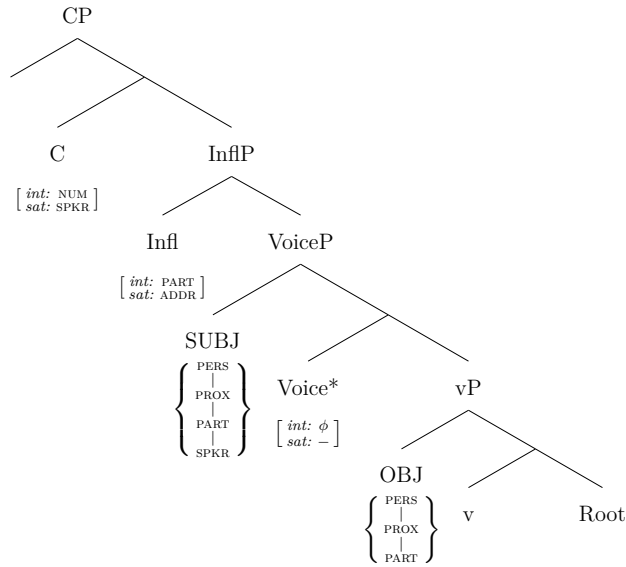 CP
C
InflP
[ int: NUM
sat: SPKR ]
Infl
VoiceP
[ int: PART
sat: ADDR ]
SUBJ
{ PERS
PROX
PART
SPKR }
Voice*
vP
[ int: ϕ
sat: − ]
OBJ
{ PERS
PROX
PART }
v
Root